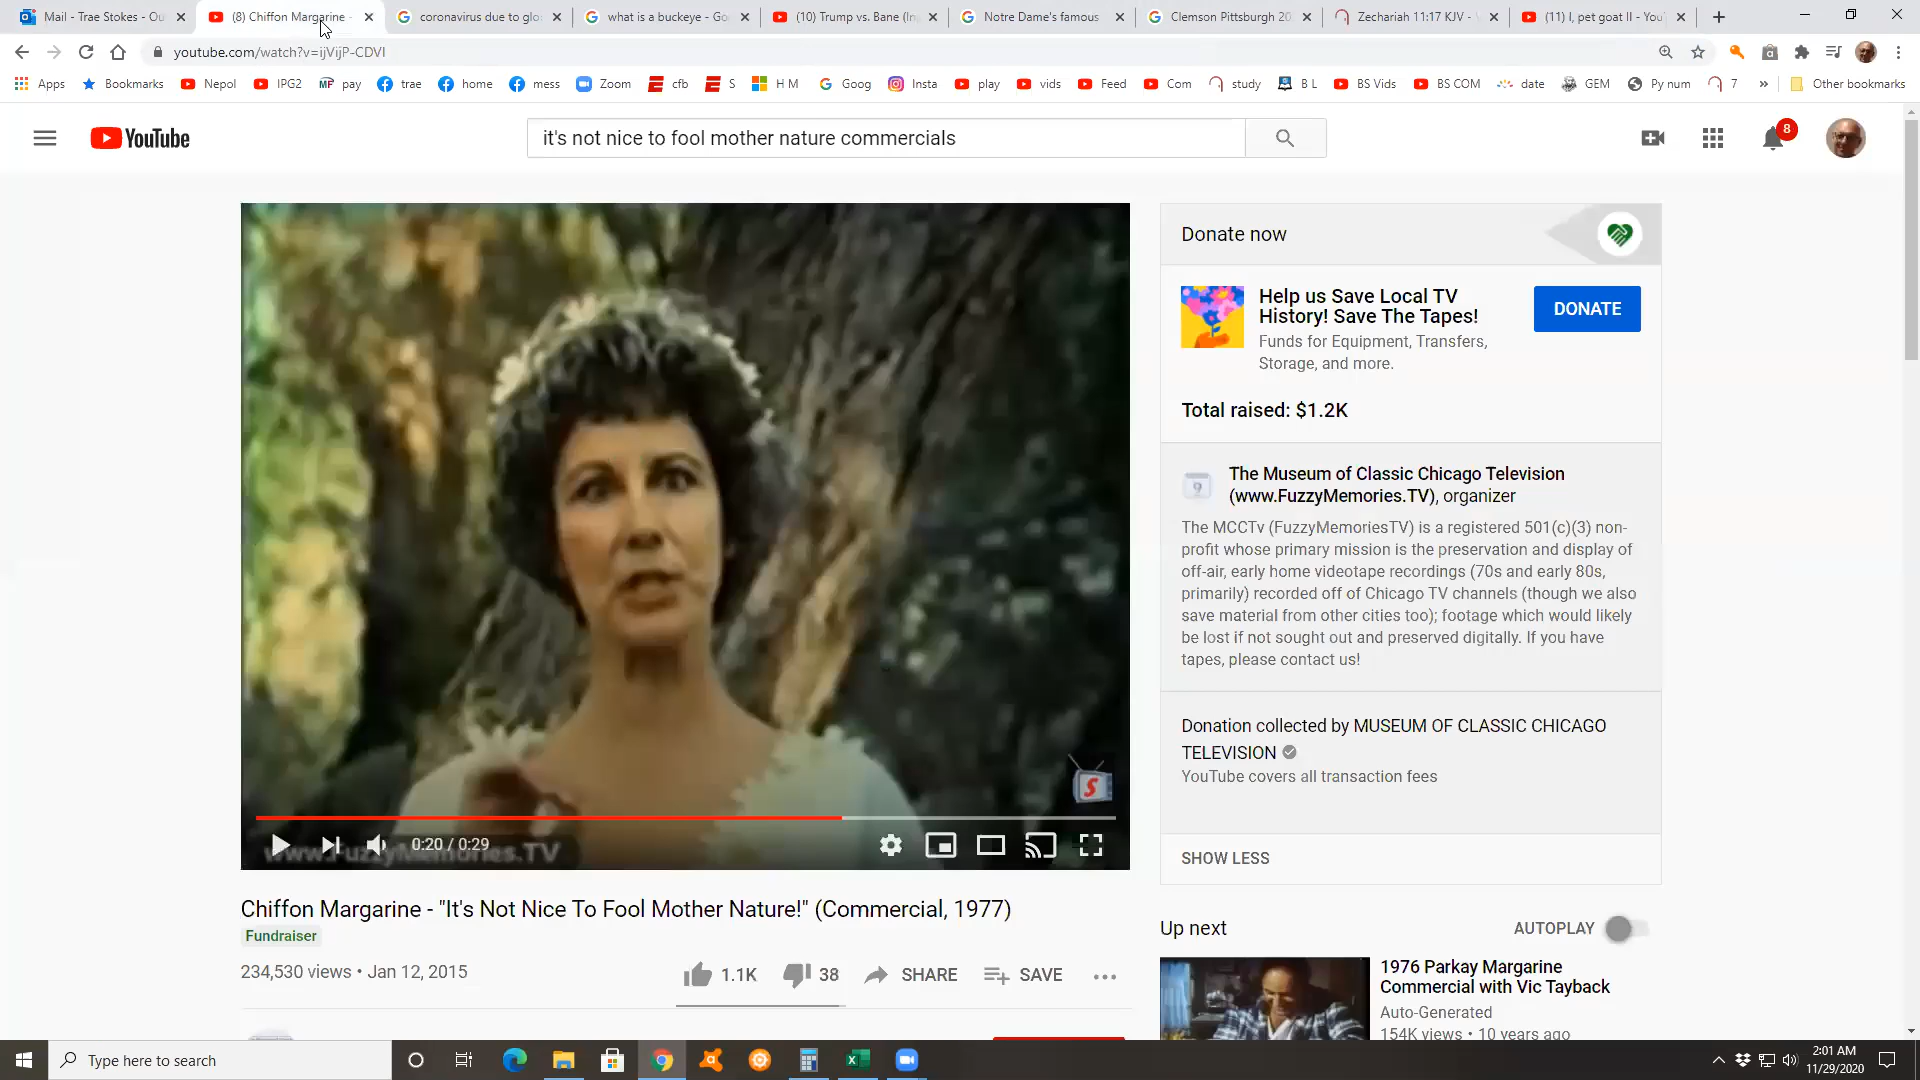 Mail - Trae Stokes - Ou
(8) Chiffon Margarine -
coronavirus due to glo
what is a buckeye - Go
(10) Trump vs. Bane (In
Notre Dame's famous
Clemson Pittsburgh 20
Zechariah 11:17 KJV -
(11) I, pet goat II - You
youtube.com/watch?v=ijVijP-CDVI
Apps
Bookmarks
Nepol
IPG2
MF pay
trae
home
mess
Zoom
cfb
S
H M
Goog
Insta
play
vids
Feed
Com
study
B L
BS Vids
BS COM
date
GEM
Py num
7
»
Other bookmarks
YouTube
it's not nice to fool mother nature commercials
8
Donate now
Help us Save Local TV
History! Save The Tapes!
Funds for Equipment, Transfers,
Storage, and more.
DONATE
Total raised: $1.2K
9
The Museum of Classic Chicago Television
(www.FuzzyMemories.TV), organizer
The MCCTv (FuzzyMemoriesTV) is a registered 501(c)(3) non-
profit whose primary mission is the preservation and display of
off-air, early home videotape recordings (70s and early 80s,
primarily) recorded off of Chicago TV channels (though we also
save material from other cities too); footage which would likely
be lost if not sought out and preserved digitally. If you have
tapes, please contact us!
Donation collected by MUSEUM OF CLASSIC CHICAGO
TELEVISION
YouTube covers all transaction fees
SHOW LESS
S
0:20 / 0:29
www.FuzzyMemories.TV
Chiffon Margarine - "It's Not Nice To Fool Mother Nature!" (Commercial, 1977)
Fundraiser
234,530 views • Jan 12, 2015
1.1K
38
SHARE
SAVE
Up next
AUTOPLAY
1976 Parkay Margarine
Commercial with Vic Tayback
Auto-Generated
154K views • 10 years ago
Type here to search
2:01 AM
11/29/2020